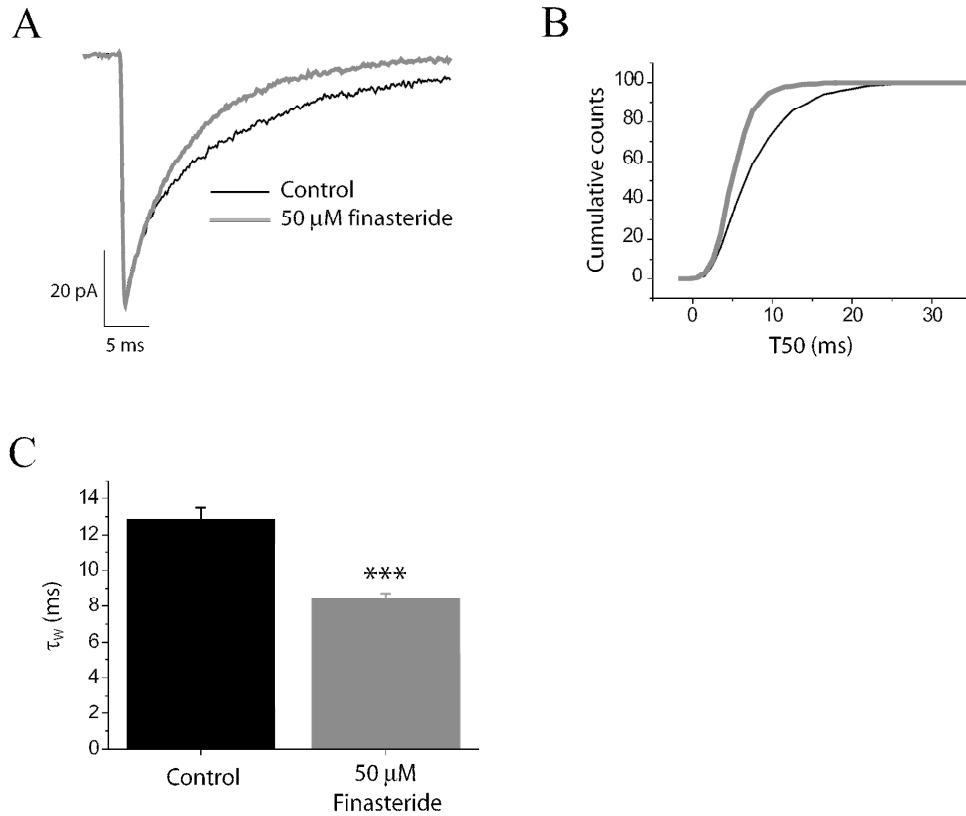 A
Control
50 μM finasteride
20 pA
5 ms
B
Cumulative counts
100
80
60
40
20
0
0 10 20 30
T50 (ms)
C
τW (ms)
14
12
10
8
6
4
2
0
***
Control
50 μM
Finasteride